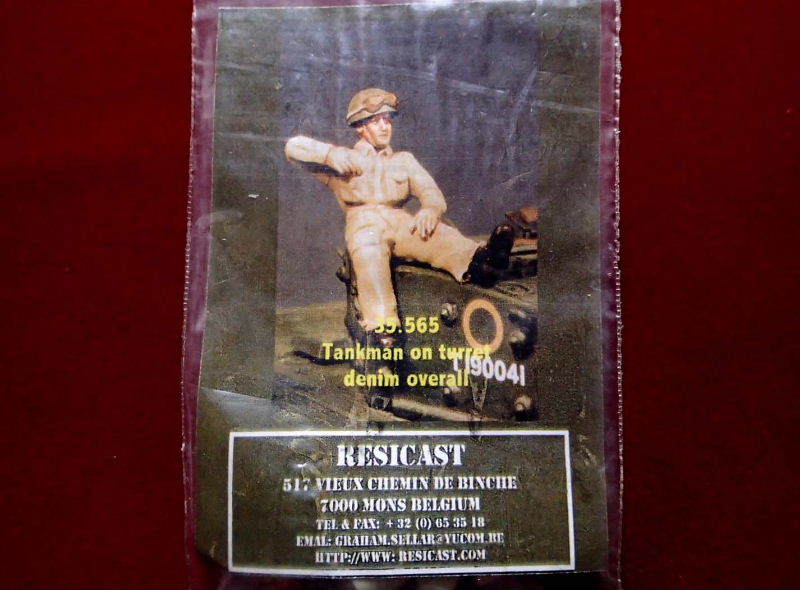 35.565
Tankman on turret
denim overall
T190041
RESICAST
517 VIEUX CHEMIN DE BINCHE
7000 MONS BELGIUM
TEL & FAX: + 32 (0) 65 35 18
EMAL: GRAHAM.SELLAR@YUCOM.BE
HTTP://WWW: RESICAST.COM